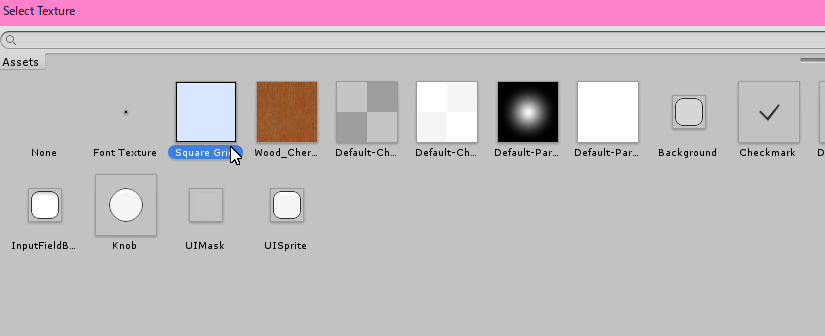 Select Texture
Assets
None
Font Texture
Square Gri
Wood_Cher...
Default-Ch...
Default-Ch...
Default-Par...
Default-Par...
Background
Checkmark
D
InputFieldB...
Knob
UIMask
UISprite